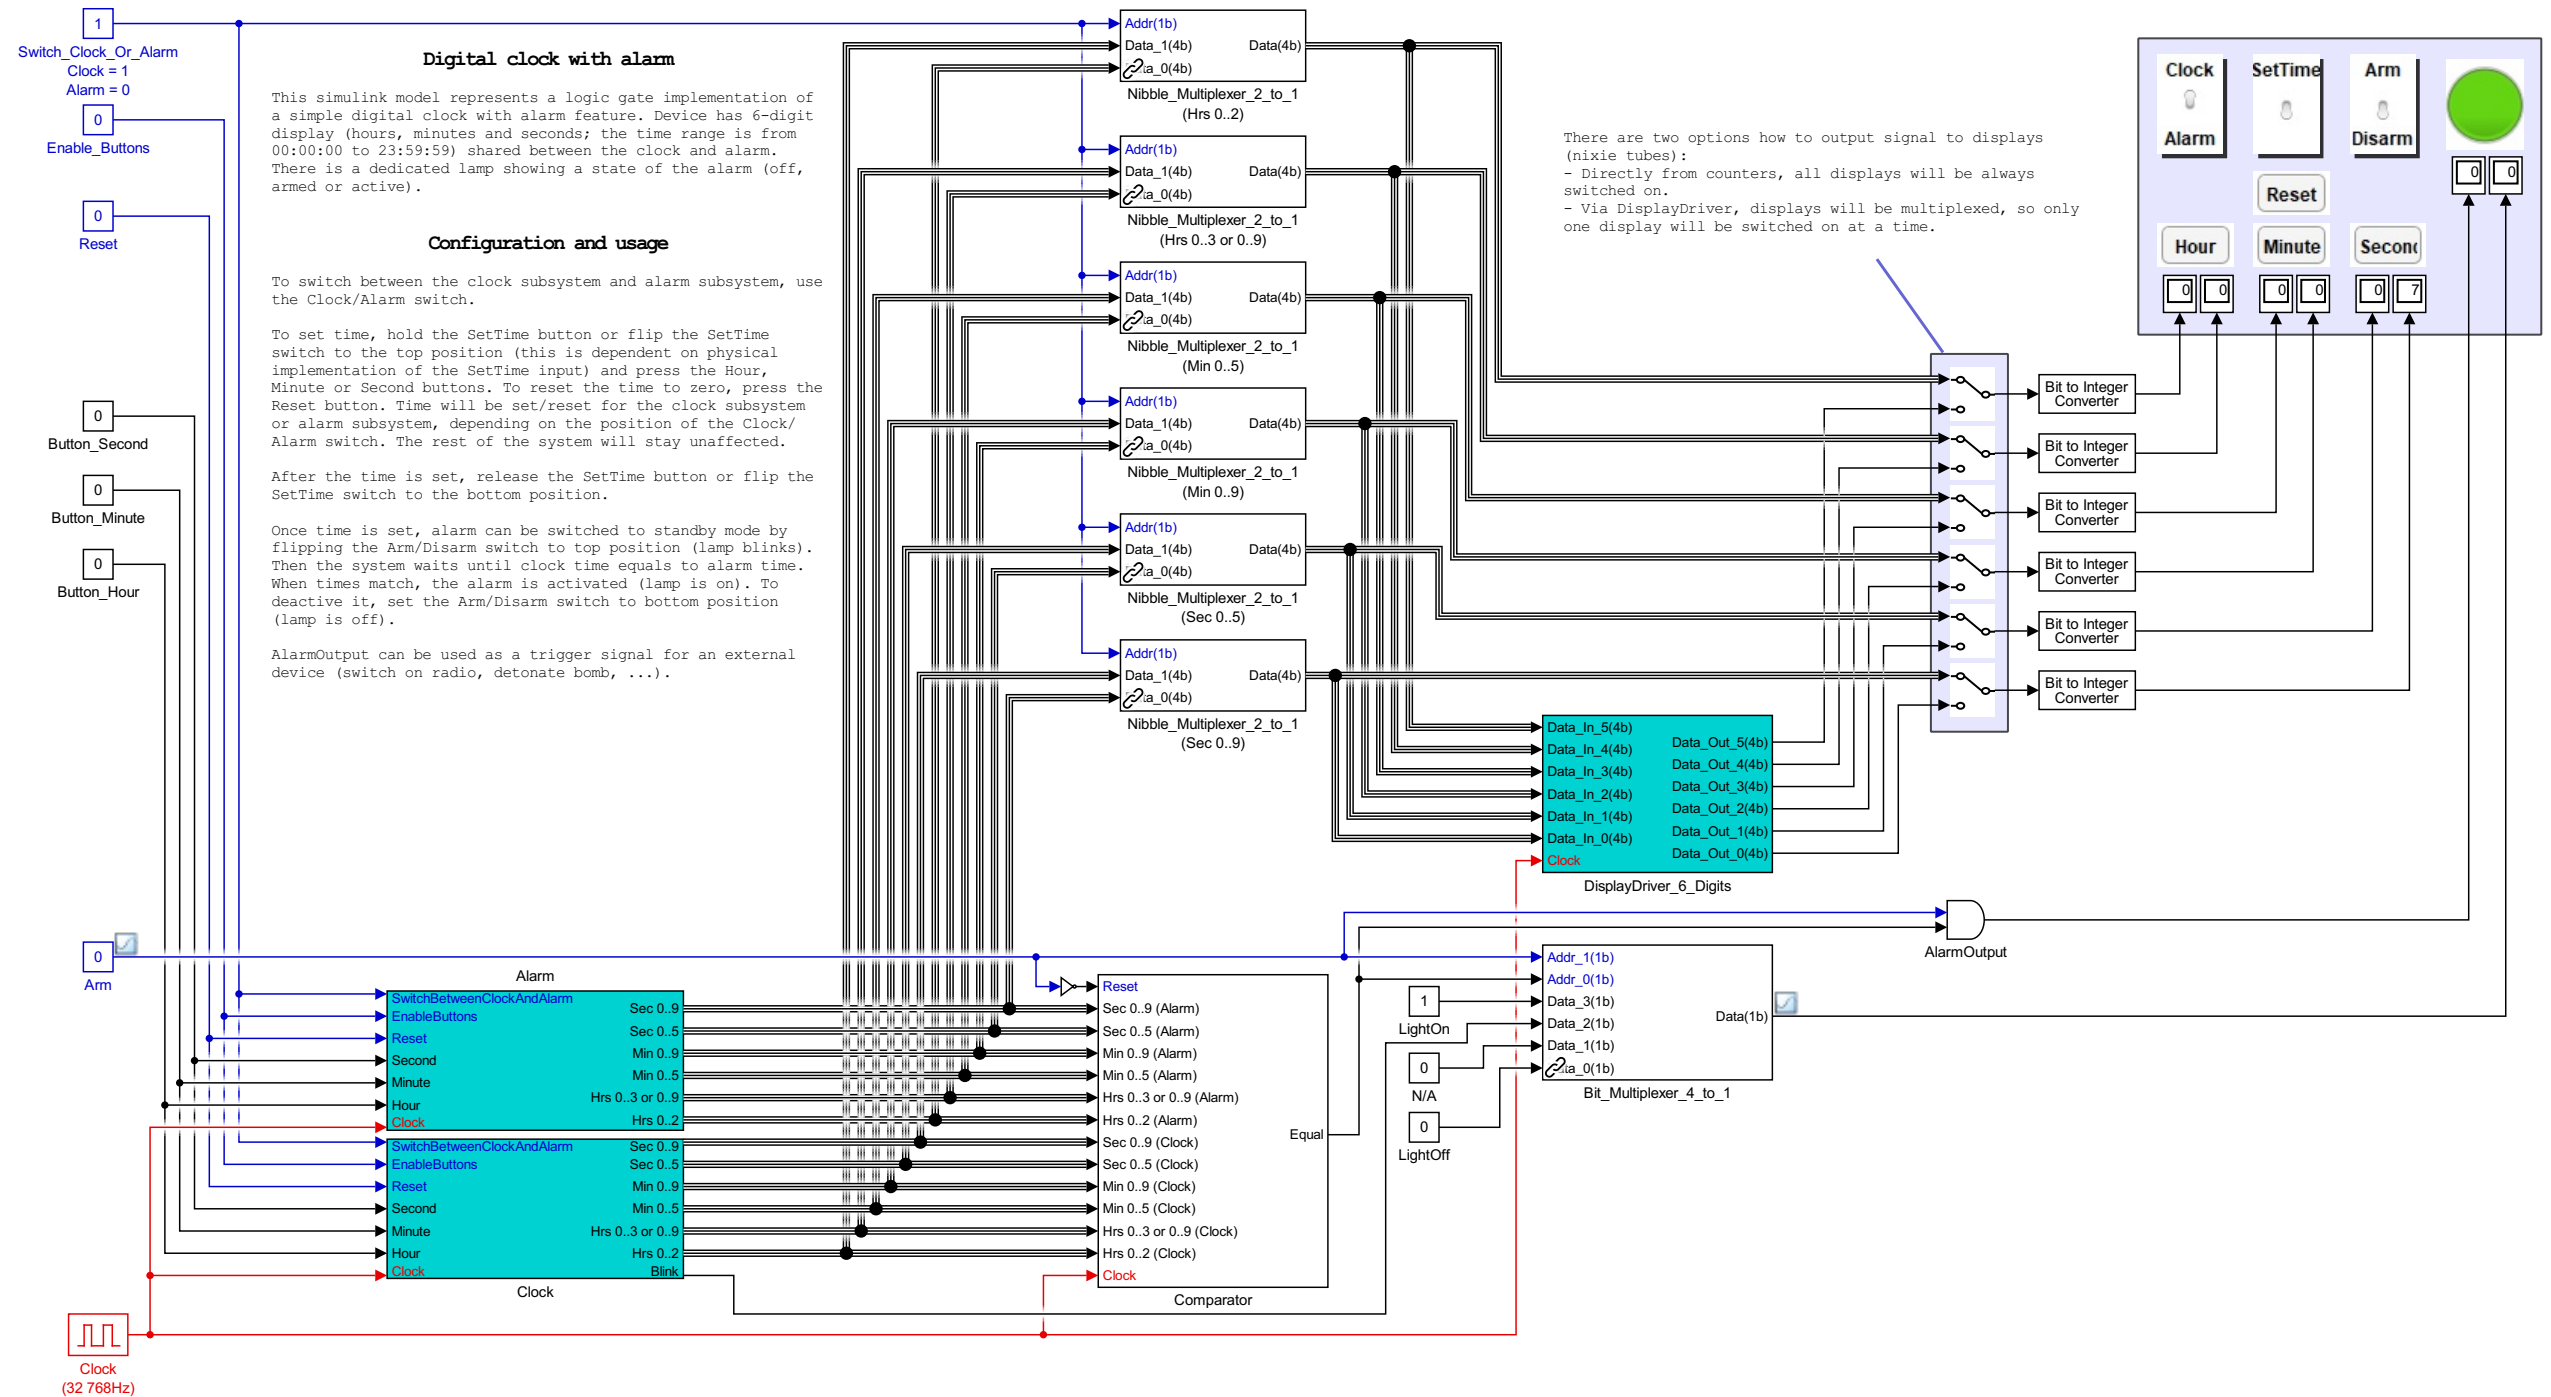 1
Switch_Clock_Or_Alarm
Clock = 1
Alarm = 0
0
Enable_Buttons
0
Reset
0
Button_Second
0
Button_Minute
0
Button_Hour
0
Arm
Clock
(32 768Hz)
Digital clock with alarm
This simulink model represents a logic gate implementation of
a simple digital clock with alarm feature. Device has 6-digit
display (hours, minutes and seconds; the time range is from
00:00:00 to 23:59:59) shared between the clock and alarm.
There is a dedicated lamp showing a state of the alarm (off,
armed or active).
Configuration and usage
To switch between the clock subsystem and alarm subsystem, use
the Clock/Alarm switch.
To set time, hold the SetTime button or flip the SetTime
switch to the top position (this is dependent on physical
implementation of the SetTime input) and press the Hour,
Minute or Second buttons. To reset the time to zero, press the
Reset button. Time will be set/reset for the clock subsystem
or alarm subsystem, depending on the position of the Clock/
Alarm switch. The rest of the system will stay unaffected.
After the time is set, release the SetTime button or flip the
SetTime switch to the bottom position.
Once time is set, alarm can be switched to standby mode by
flipping the Arm/Disarm switch to top position (lamp blinks).
Then the system waits until clock time equals to alarm time.
When times match, the alarm is activated (lamp is on). To
deactive it, set the Arm/Disarm switch to bottom position
(lamp is off).
AlarmOutput can be used as a trigger signal for an external
device (switch on radio, detonate bomb, ...).
Alarm
SwitchBetweenClockAndAlarm
EnableButtons
Reset
Second
Minute
Hour
Clock
Sec 0..9
Sec 0..5
Min 0..9
Min 0..5
Hrs 0..3 or 0..9
Hrs 0..2
SwitchBetweenClockAndAlarm
EnableButtons
Reset
Second
Minute
Hour
Clock
Sec 0..9
Sec 0..5
Min 0..9
Min 0..5
Hrs 0..3 or 0..9
Hrs 0..2
Blink
Clock
Addr(1b)
Data_1(4b)
ta_0(4b)
Data(4b)
Nibble_Multiplexer_2_to_1
(Hrs 0..2)
Addr(1b)
Data_1(4b)
ta_0(4b)
Data(4b)
Nibble_Multiplexer_2_to_1
(Hrs 0..3 or 0..9)
Addr(1b)
Data_1(4b)
ta_0(4b)
Data(4b)
Nibble_Multiplexer_2_to_1
(Min 0..5)
Addr(1b)
Data_1(4b)
ta_0(4b)
Data(4b)
Nibble_Multiplexer_2_to_1
(Min 0..9)
Addr(1b)
Data_1(4b)
ta_0(4b)
Data(4b)
Nibble_Multiplexer_2_to_1
(Sec 0..5)
Addr(1b)
Data_1(4b)
ta_0(4b)
Data(4b)
Nibble_Multiplexer_2_to_1
(Sec 0..9)
Reset
Sec 0..9 (Alarm)
Sec 0..5 (Alarm)
Min 0..9 (Alarm)
Min 0..5 (Alarm)
Hrs 0..3 or 0..9 (Alarm)
Hrs 0..2 (Alarm)
Sec 0..9 (Clock)
Sec 0..5 (Clock)
Min 0..9 (Clock)
Min 0..5 (Clock)
Hrs 0..3 or 0..9 (Clock)
Hrs 0..2 (Clock)
Clock
Equal
Comparator
There are two options how to output signal to displays
(nixie tubes):
- Directly from counters, all displays will be always
switched on.
- Via DisplayDriver, displays will be multiplexed, so only
one display will be switched on at a time.
Data_In_5(4b)
Data_In_4(4b)
Data_In_3(4b)
Data_In_2(4b)
Data_In_1(4b)
Data_In_0(4b)
Clock
Data_Out_5(4b)
Data_Out_4(4b)
Data_Out_3(4b)
Data_Out_2(4b)
Data_Out_1(4b)
Data_Out_0(4b)
DisplayDriver_6_Digits
1
LightOn
0
N/A
0
LightOff
Addr_1(1b)
Addr_0(1b)
Data_3(1b)
Data_2(1b)
Data_1(1b)
ta_0(1b)
Data(1b)
Bit_Multiplexer_4_to_1
AlarmOutput
Bit to Integer
Converter
Bit to Integer
Converter
Bit to Integer
Converter
Bit to Integer
Converter
Bit to Integer
Converter
Bit to Integer
Converter
Clock SetTime Arm
Alarm Disarm
0 0
Reset
Hour Minute Second
0 0 0 0 0 7